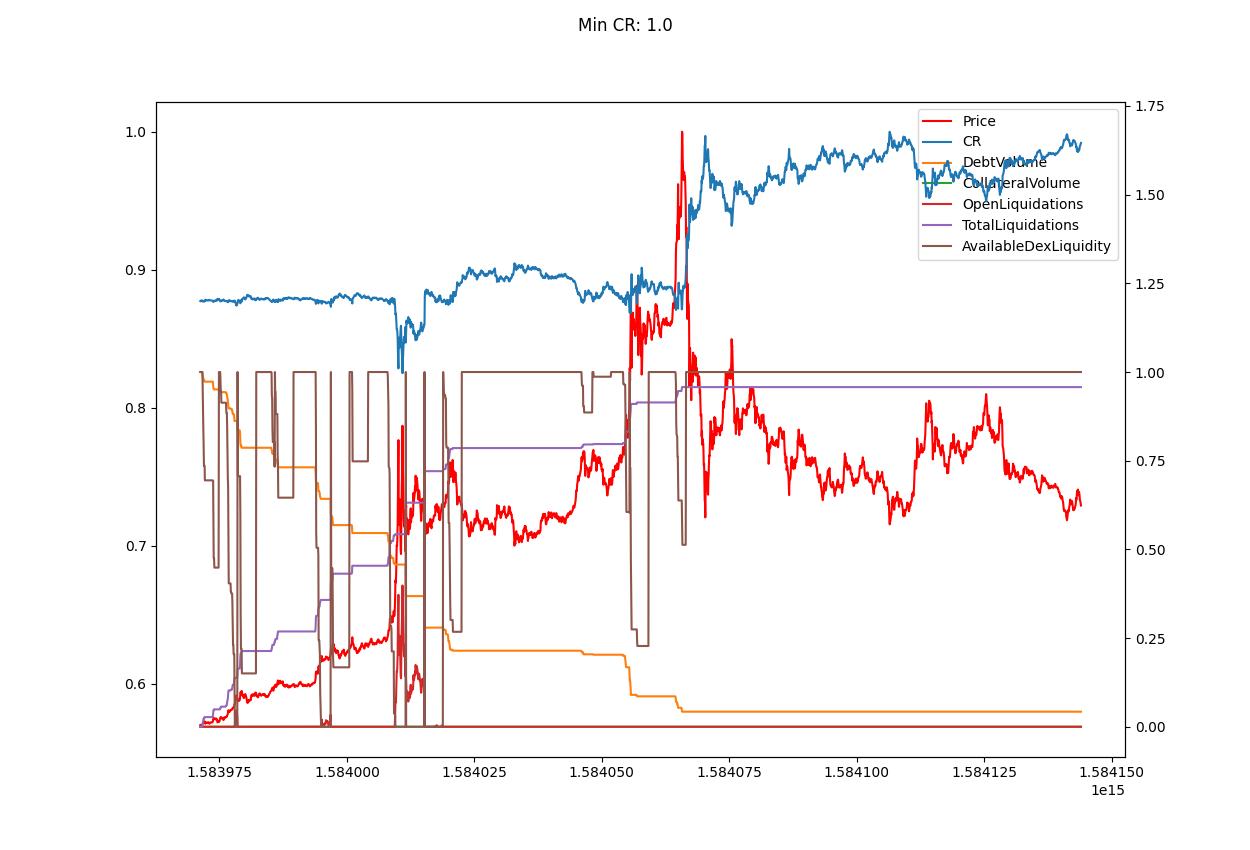 Min CR: 1.0
1.0
0.9
0.8
0.7
0.6
1.75
1.50
1.25
1.00
0.75
0.50
0.25
0.00
Price
CR
DebtVolume
CollateralVolume
OpenLiquidations
TotalLiquidations
AvailableDexLiquidity
1.583975 1.584000 1.584025 1.584050 1.584075 1.584100 1.584125 1.584150
1e15